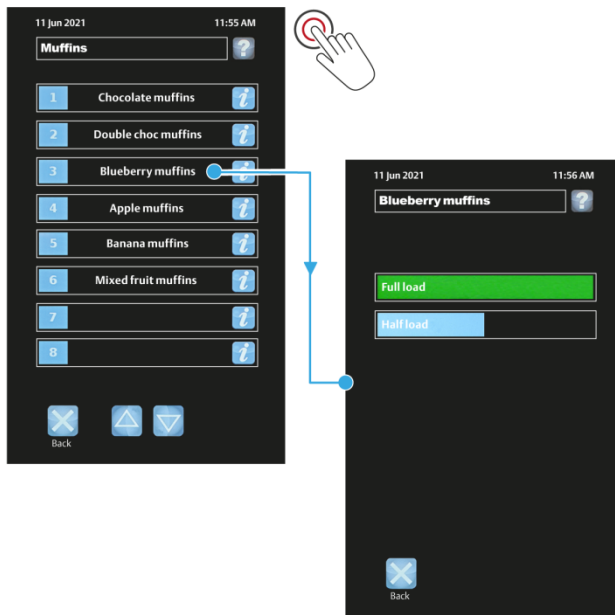 11 Jun 2021 11:55 AM
Muffins ?
1 Chocolate muffins i
2 Double choc muffins i
3 Blueberry muffins i
4 Apple muffins i
5 Banana muffins i
6 Mixed fruit muffins i
7 i
8 i
Back
11 Jun 2021 11:56 AM
Blueberry muffins ?
Full load
Half load
Back